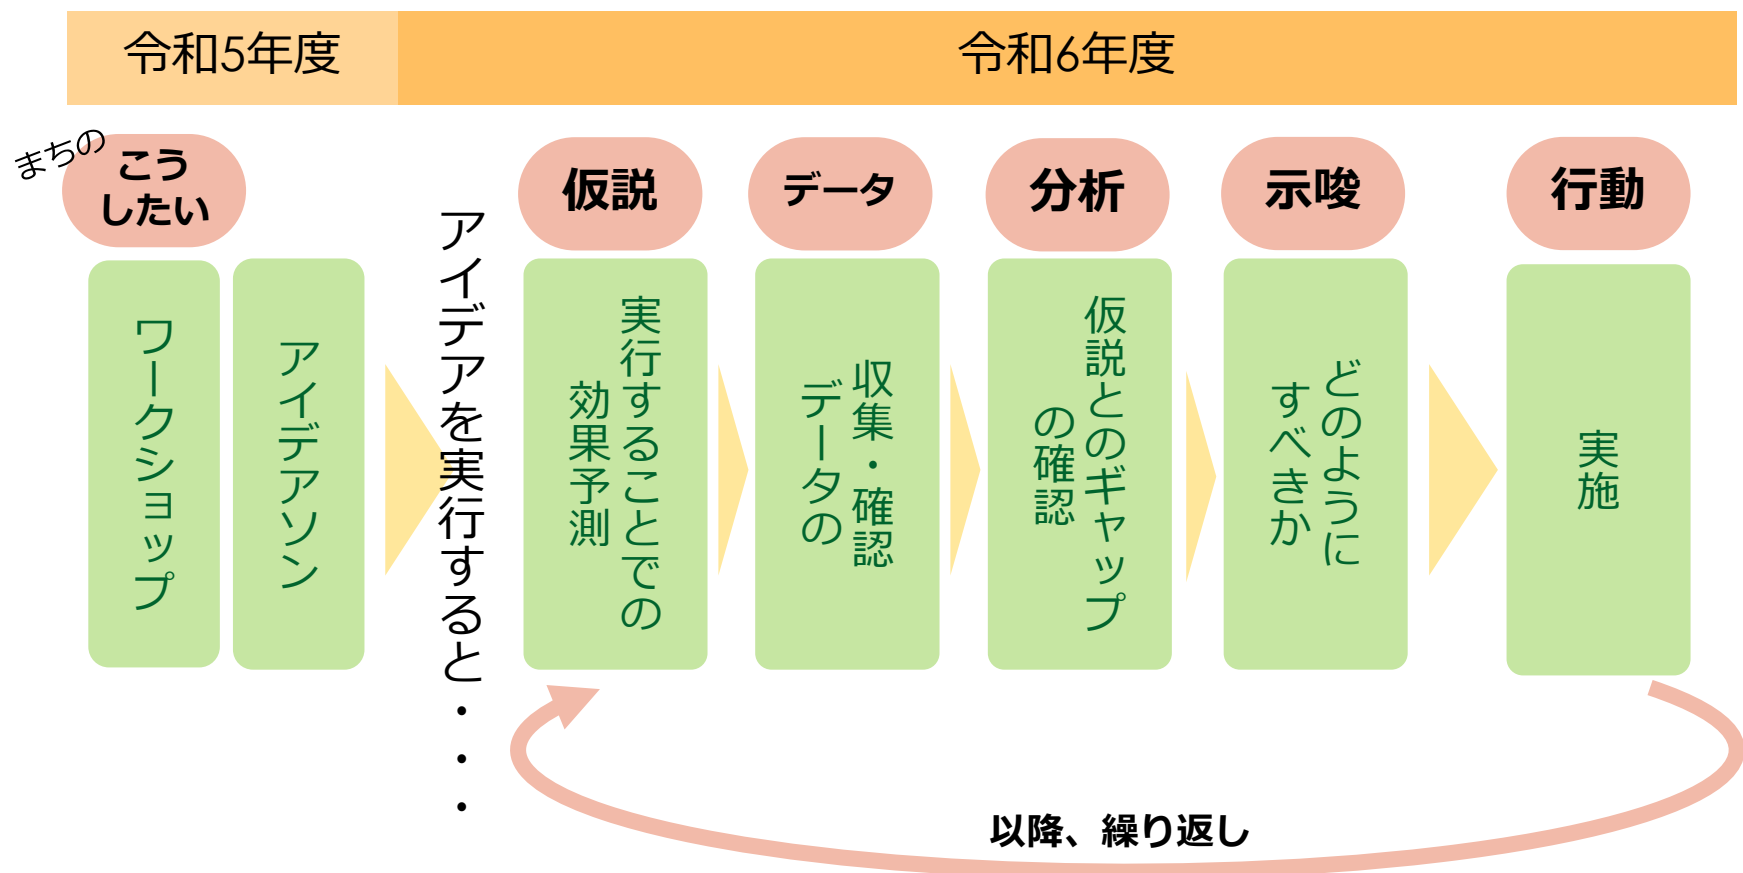 令和5年度
令和6年度
まちの
こう
したい
ワークショップ
アイデアソン
アイデアを実行すると・・・
仮説
実行することでの
効果予測
データ
収集・確認
データの
分析
仮説とのギャップ
の確認
示唆
どのように
すべきか
行動
実施
以降、繰り返し